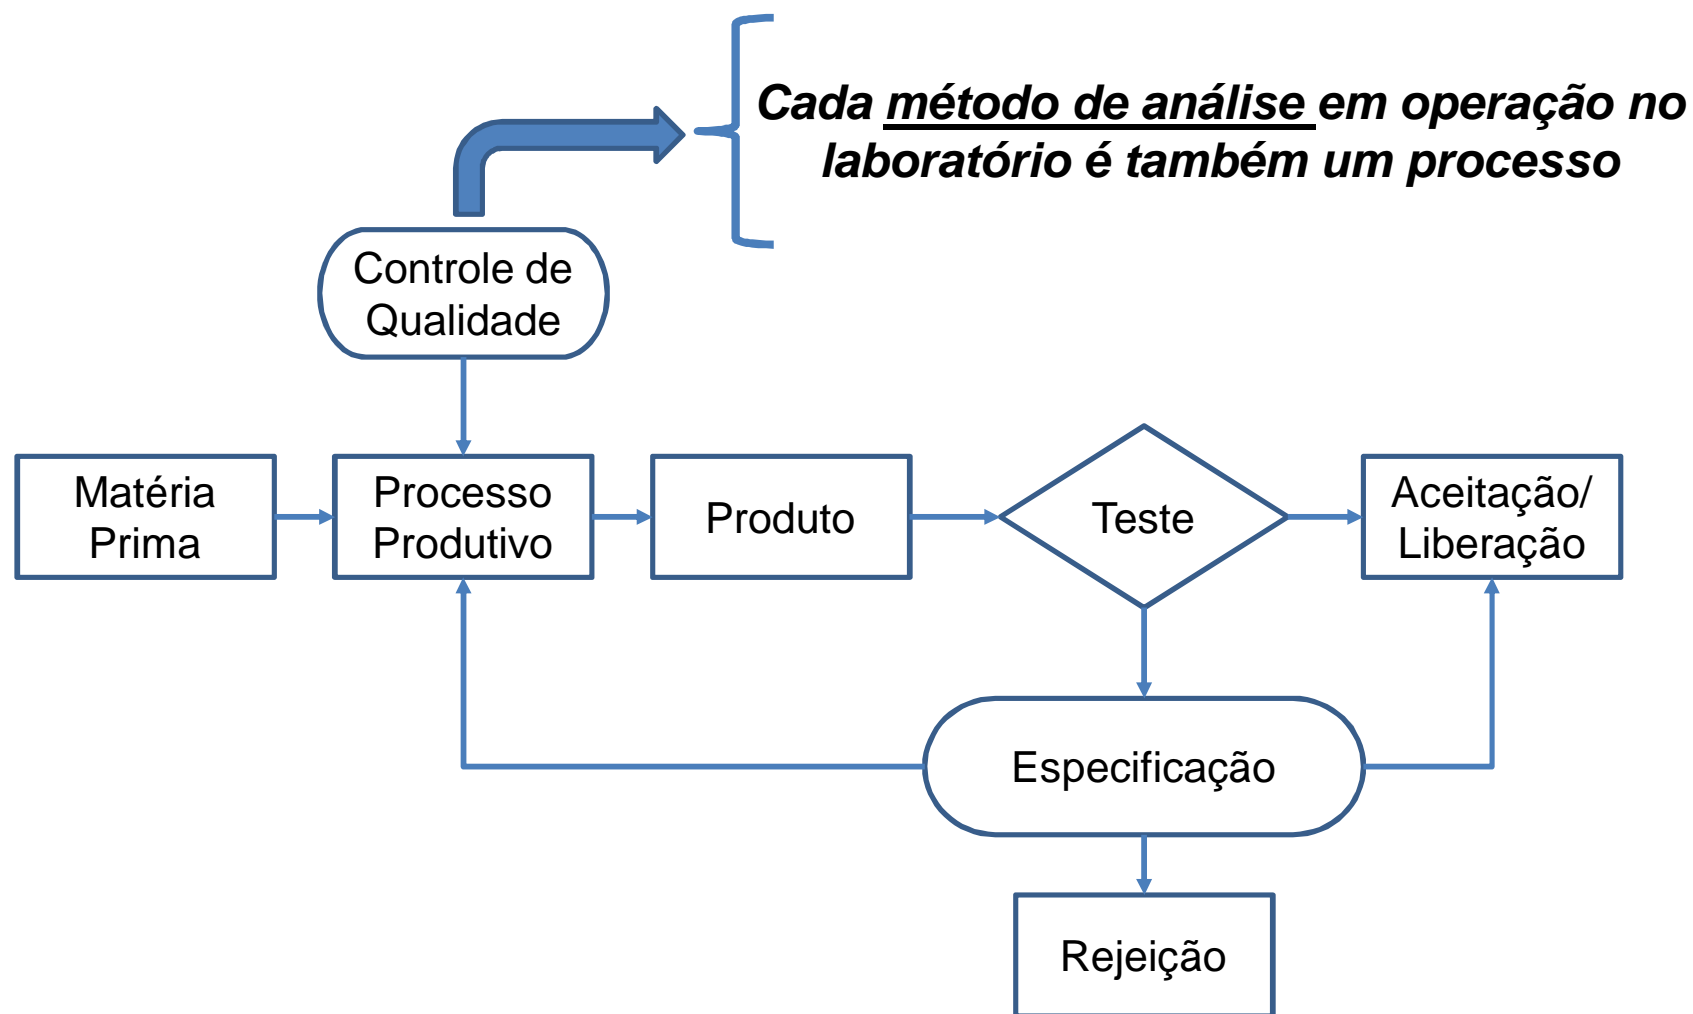 Cada método de análise em operação no
laboratório é também um processo
Controle de
Qualidade
Matéria
Prima
Processo
Produtivo
Produto
Teste
Aceitação/
Liberação
Especificação
Rejeição